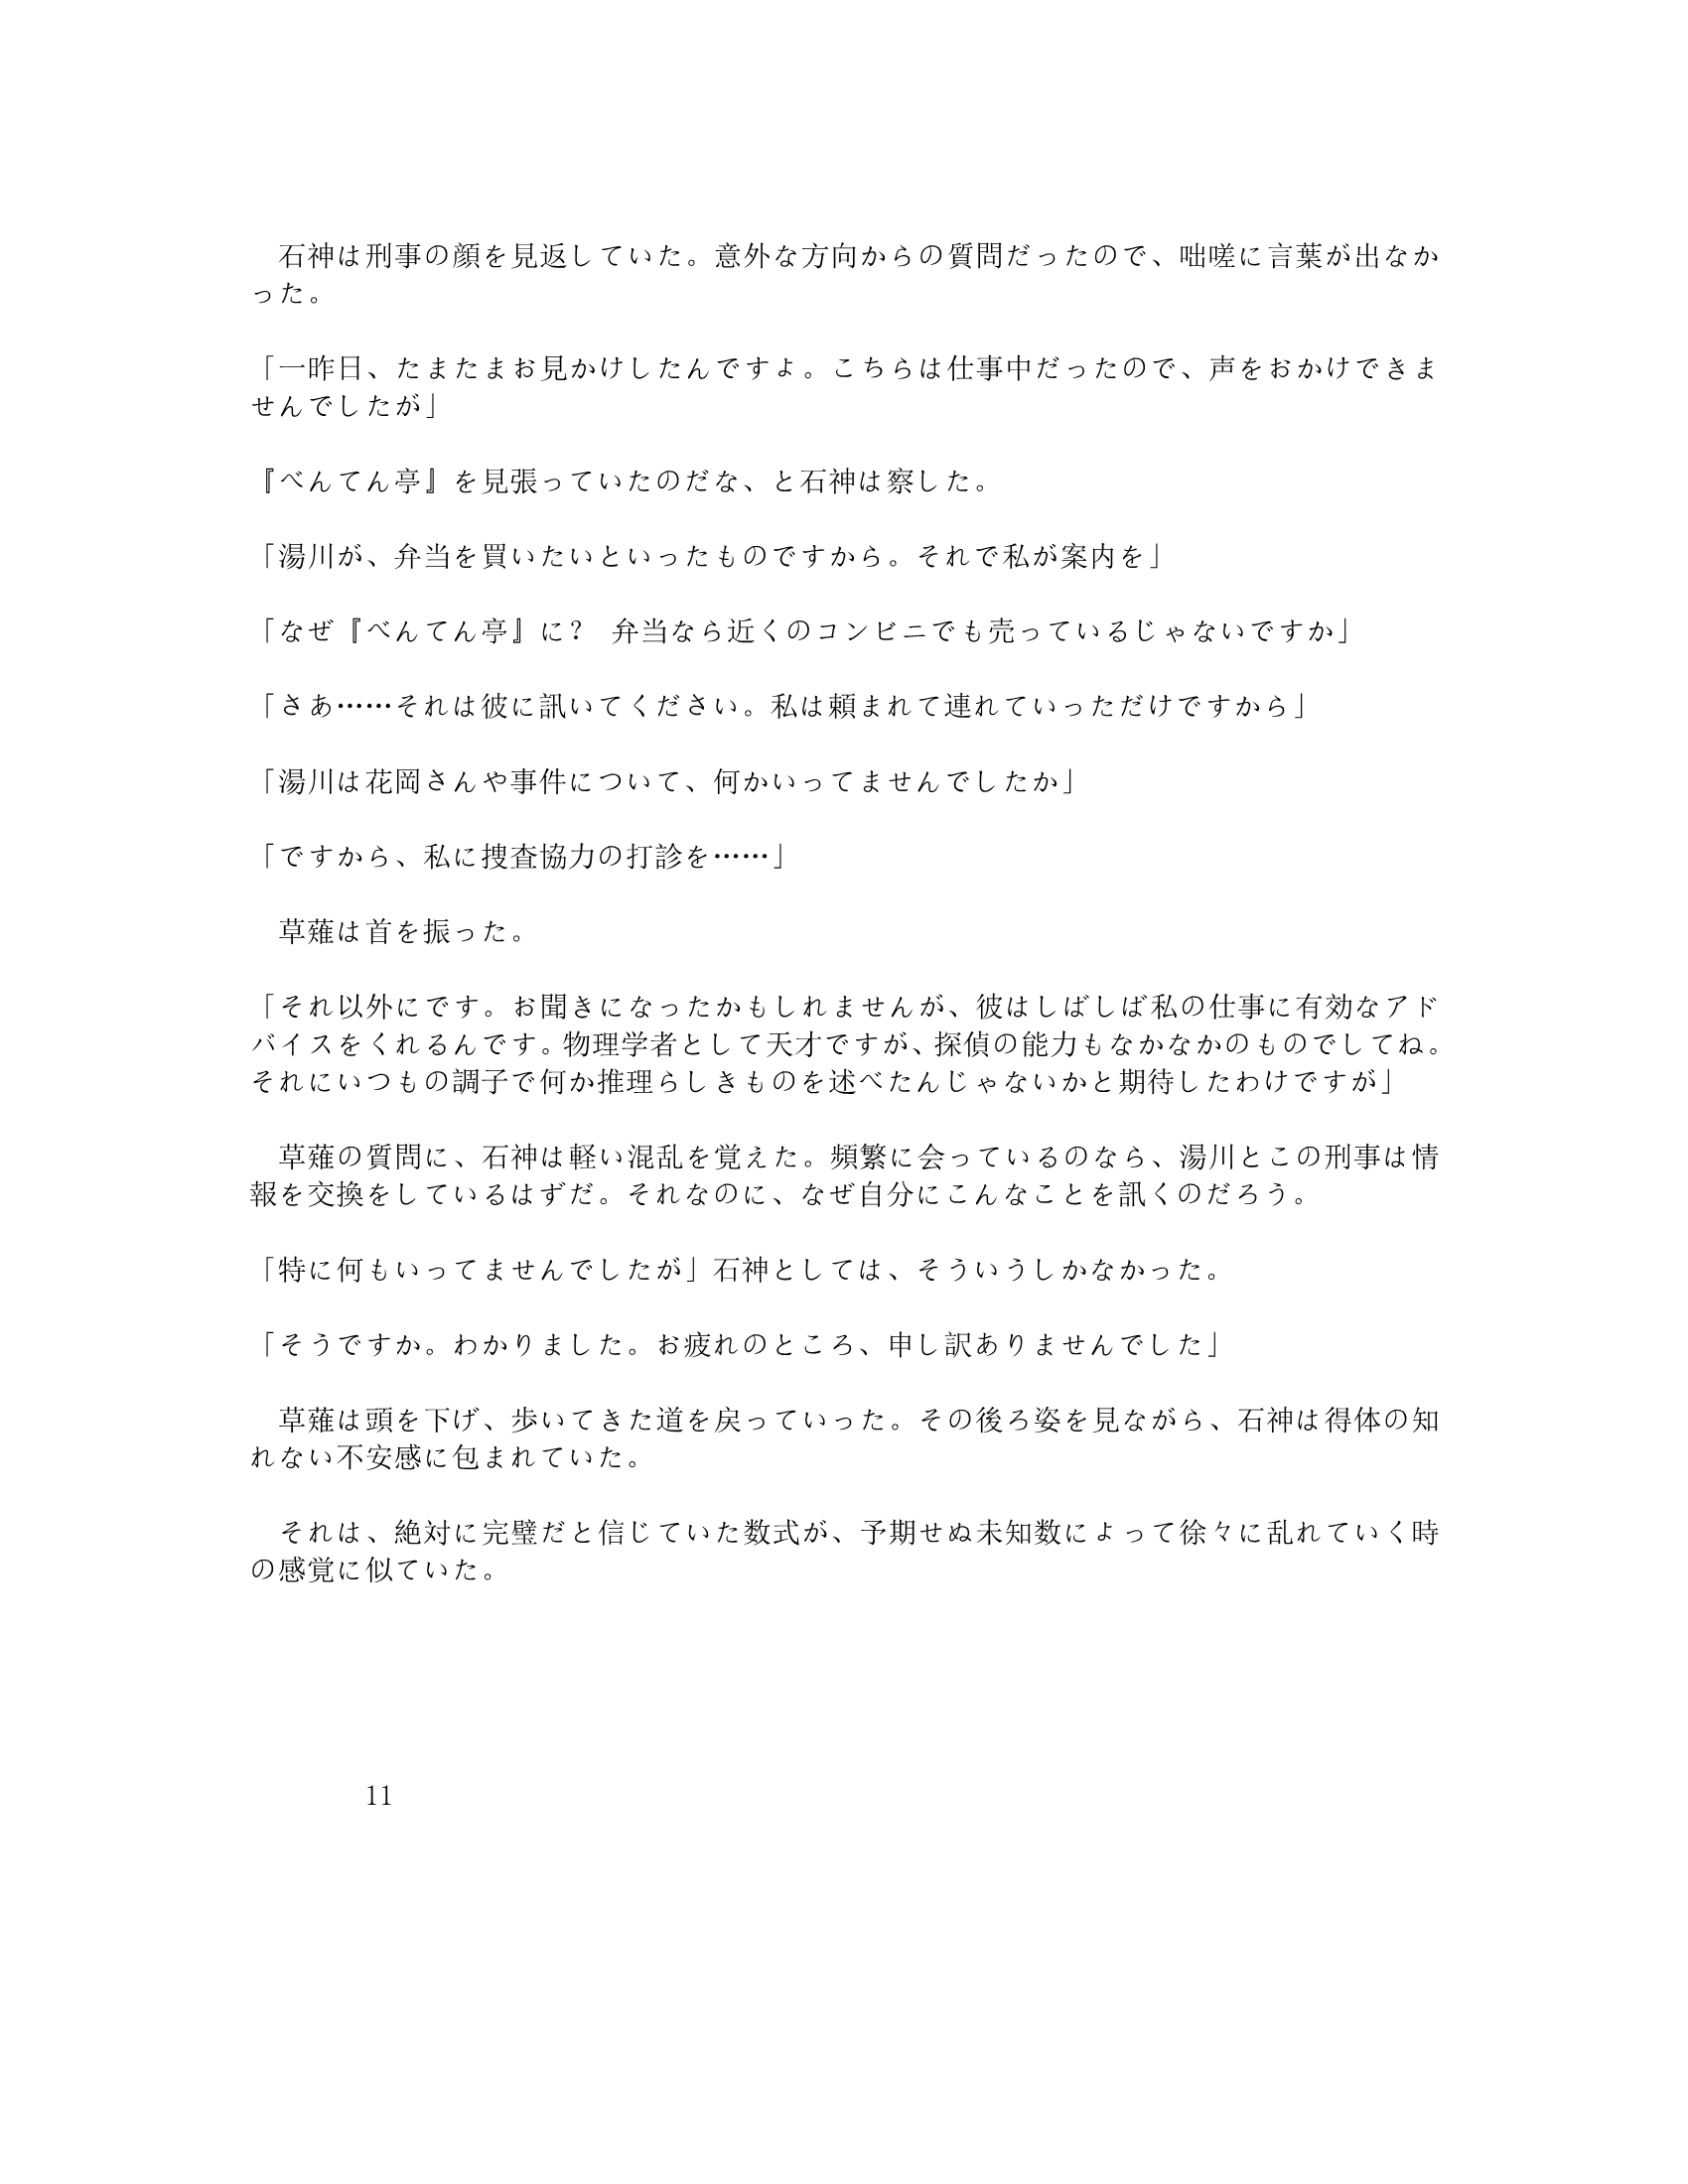 石神は刑事の顔を見返していた。意外な方向からの質問だったので、咄嗟に言葉が出なか
った。
「一昨日、たまたまお見かけしたんですよ。こちらは仕事中だったので、声をおかけできま
せんでしたが」
『べんてん亭』を見張っていたのだな、と石神は察した。
「湯川が、弁当を買いたいといったものですから。それで私が案内を」
「なぜ『べんてん亭』に？　弁当なら近くのコンビニでも売っているじゃないですか」
「さあ……それは彼に訊いてください。私は頼まれて連れていっただけですから」
「湯川は花岡さんや事件について、何かいってませんでしたか」
「ですから、私に捜査協力の打診を……」
　草薙は首を振った。
「それ以外にです。お聞きになったかもしれませんが、彼はしばしば私の仕事に有効なアド
バイスをくれるんです。物理学者として天才ですが、探偵の能力もなかなかのものでしてね。
それにいつもの調子で何か推理らしきものを述べたんじゃないかと期待したわけですが」
　草薙の質問に、石神は軽い混乱を覚えた。頻繁に会っているのなら、湯川とこの刑事は情
報を交換をしているはずだ。それなのに、なぜ自分にこんなことを訊くのだろう。
「特に何もいってませんでしたが」石神としては、そういうしかなかった。
「そうですか。わかりました。お疲れのところ、申し訳ありませんでした」
　草薙は頭を下げ、歩いてきた道を戻っていった。その後ろ姿を見ながら、石神は得体の知
れない不安感に包まれていた。
　それは、絶対に完璧だと信じていた数式が、予期せぬ未知数によって徐々に乱れていく時
の感覚に似ていた。
11